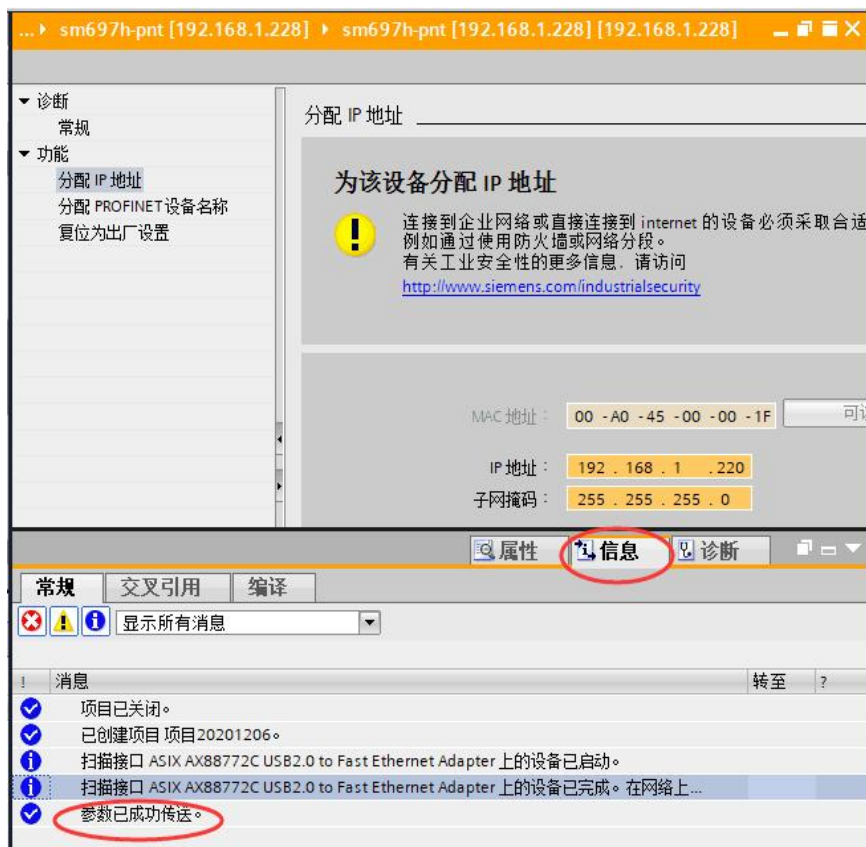 ... sm697h-pnt [192.168.1.228] sm697h-pnt [192.168.1.228] [192.168.1.228]
诊断
常规
功能
分配 IP 地址
分配 PROFINET 设备名称
复位为出厂设置
分配 IP 地址
为该设备分配 IP 地址
连接到企业网络或直接连接到 internet 的设备必须采取合适
例如通过使用防火墙或网络分段。
有关工业安全性的更多信息，请访问
http://www.siemens.com/industrialsecurity
MAC 地址： 00 -A0 -45 -00 -00 -1F
IP 地址： 192 . 168 . 1 .220
子网掩码： 255 . 255 . 255 . 0
属性 信息 诊断
常规 交叉引用 编译
显示所有消息
! 消息 转至 ?
项目已关闭。
已创建项目 项目20201206。
扫描接口 ASIX AX88772C USB2.0 to Fast Ethernet Adapter 上的设备已启动。
扫描接口 ASIX AX88772C USB2.0 to Fast Ethernet Adapter 上的设备已完成。在网络上...
参数已成功传送。